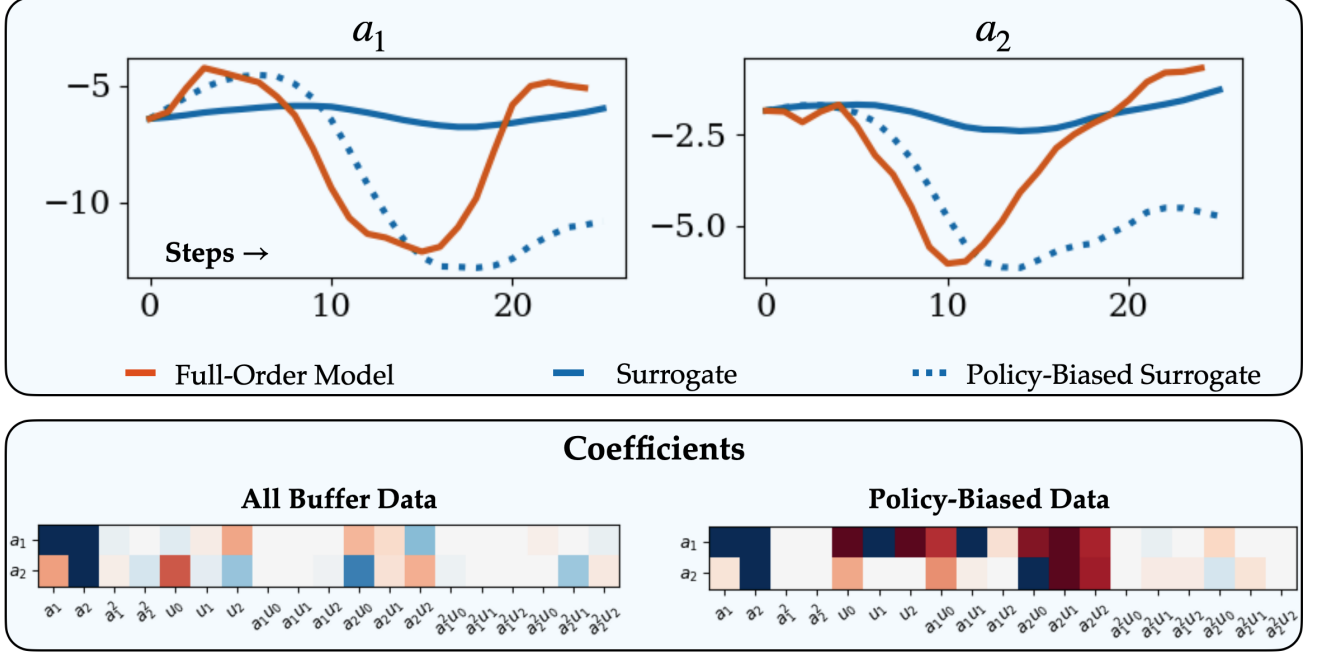 a₁ a₂
−5
−10
−2.5
−5.0
Steps →
0 10 20
0 10 20
Full-Order Model Surrogate Policy-Biased Surrogate
Coefficients
All Buffer Data Policy-Biased Data
a₁
a₂
a₁ a₂ a₁² a₂² u₀ u₁ u₂ a₁u₀ a₁u₁ a₁u₂ a₂u₀ a₂u₁ a₂u₂ a₁²u₀ a₁²u₁ a₁²u₂ a₂²u₀ a₂²u₁ a₂²u₂
a₁
a₂
a₁ a₂ a₁² a₂² u₀ u₁ u₂ a₁u₀ a₁u₁ a₁u₂ a₂u₀ a₂u₁ a₂u₂ a₁²u₀ a₁²u₁ a₁²u₂ a₂²u₀ a₂²u₁ a₂²u₂